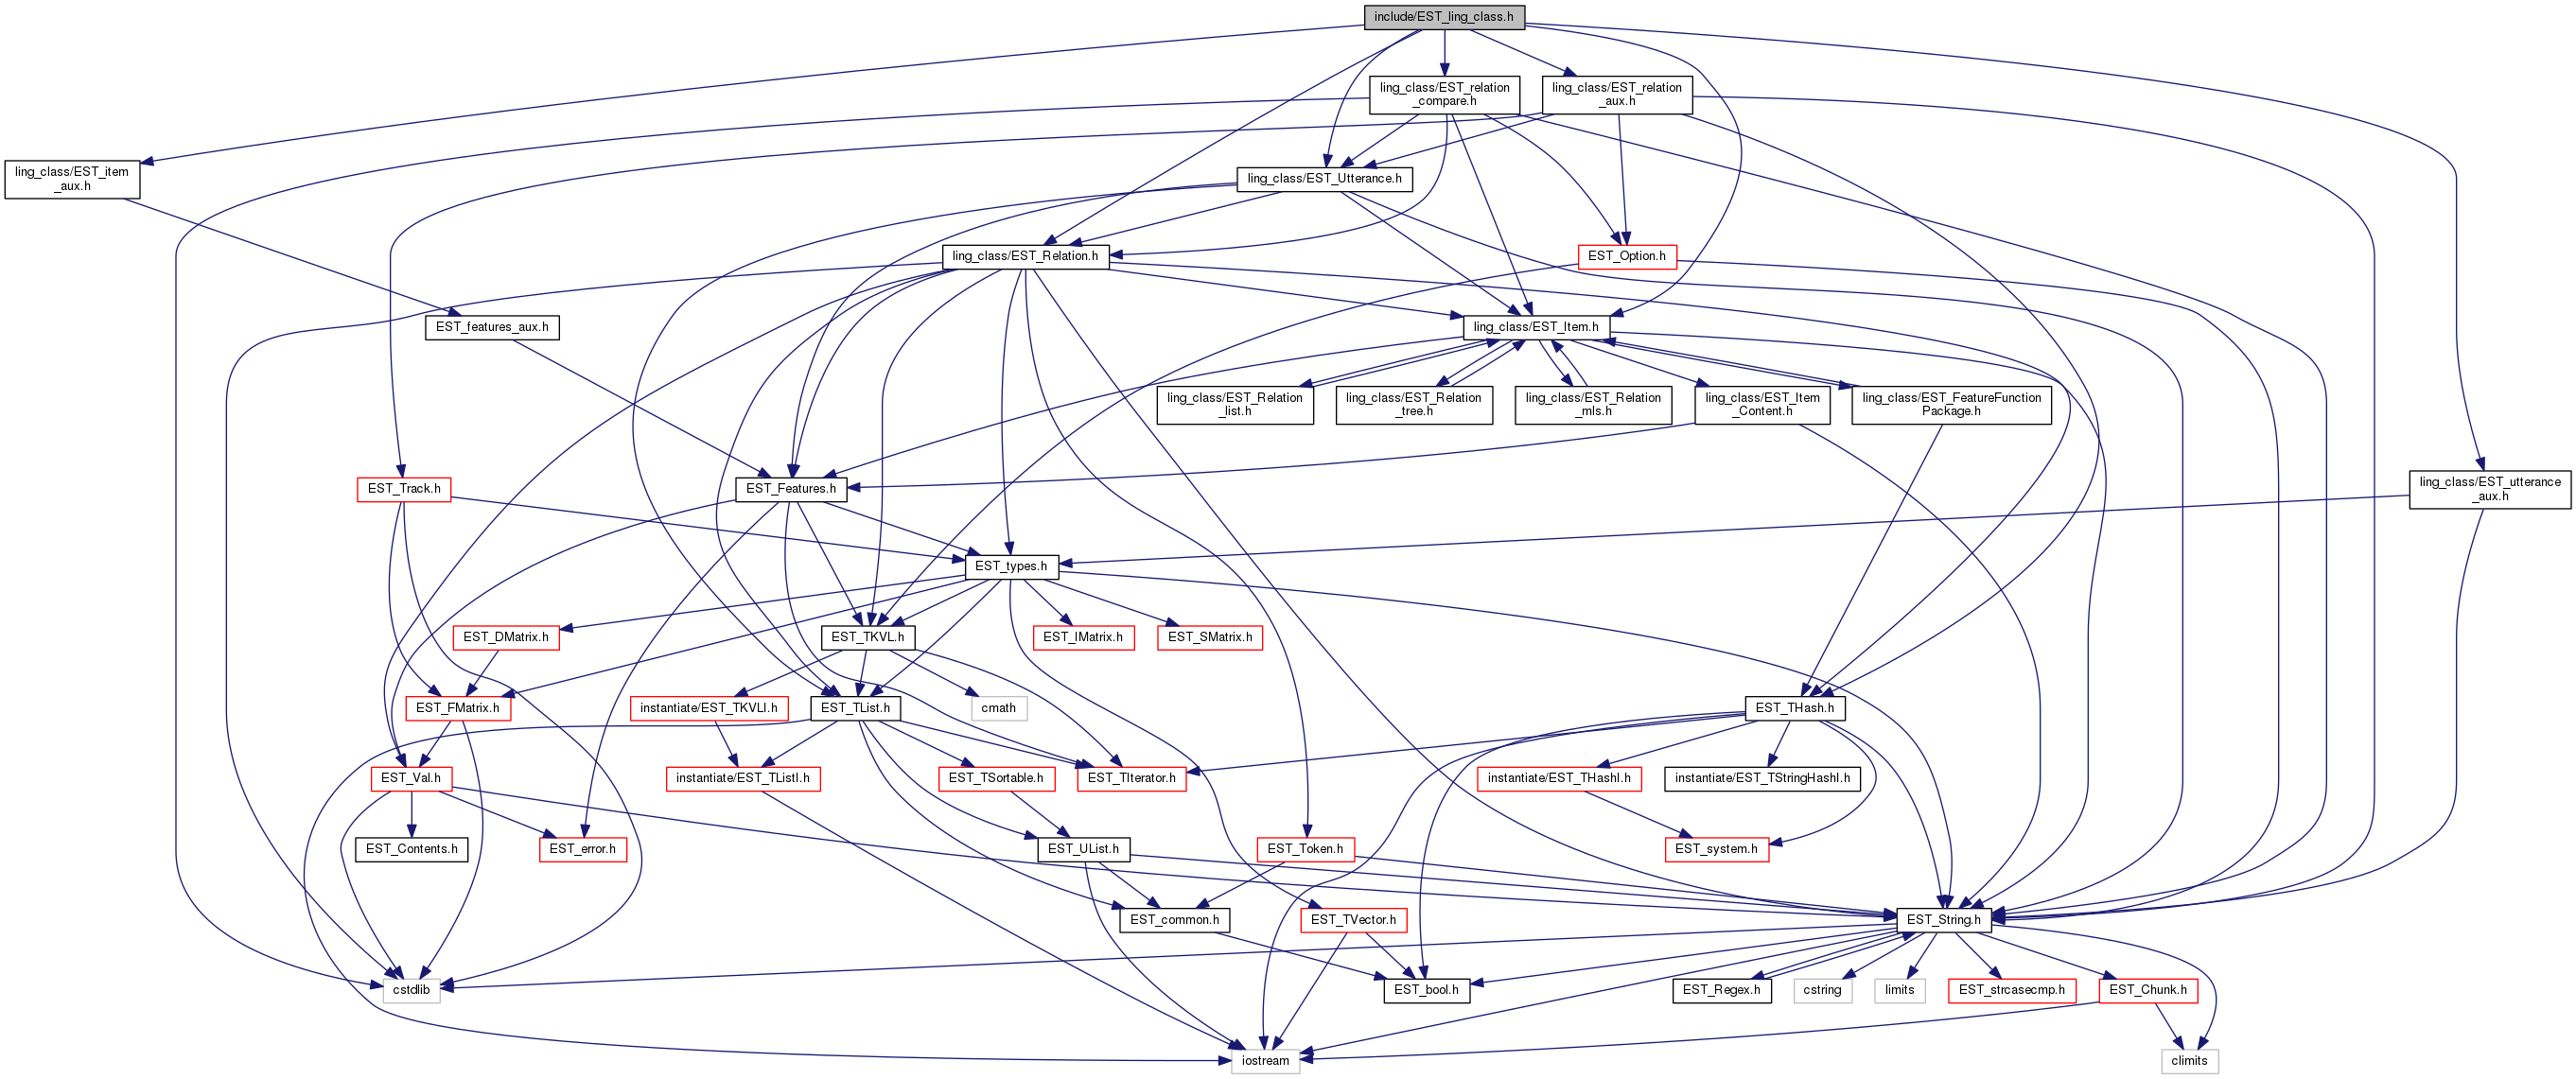 include/EST_ling_class.h
ling_class/EST_relation
_compare.h
ling_class/EST_relation
_aux.h
ling_class/EST_item
_aux.h
ling_class/EST_Utterance.h
ling_class/EST_Relation.h
EST_Option.h
EST_features_aux.h
ling_class/EST_Item.h
ling_class/EST_Relation
_list.h
ling_class/EST_Relation
_tree.h
ling_class/EST_Relation
_mls.h
ling_class/EST_Item
_Content.h
ling_class/EST_FeatureFunction
Package.h
EST_Track.h
EST_Features.h
ling_class/EST_utterance
_aux.h
EST_types.h
EST_DMatrix.h
EST_TKVL.h
EST_IMatrix.h
EST_SMatrix.h
EST_FMatrix.h
instantiate/EST_TKVLI.h
EST_TList.h
cmath
EST_THash.h
EST_Val.h
instantiate/EST_TListI.h
EST_TSortable.h
EST_TIterator.h
instantiate/EST_THashI.h
instantiate/EST_TStringHashI.h
EST_Contents.h
EST_error.h
EST_UList.h
EST_Token.h
EST_system.h
EST_common.h
EST_TVector.h
EST_String.h
cstdlib
EST_bool.h
EST_Regex.h
cstring
limits
EST_strcasecmp.h
EST_Chunk.h
iostream
climits